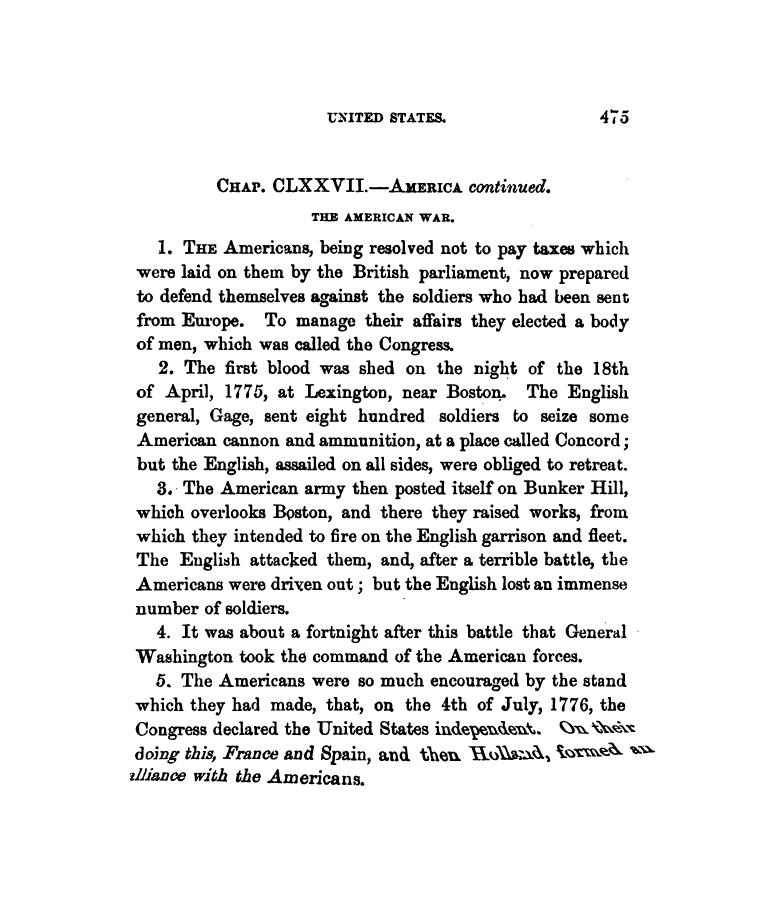 UNITED STATES. 475
CHAP. CLXXVII.—AMERICA continued.
THE AMERICAN WAR.
1. THE Americans, being resolved not to pay taxes which
were laid on them by the British parliament, now prepared
to defend themselves against the soldiers who had been sent
from Europe. To manage their affairs they elected a body
of men, which was called the Congress.
2. The first blood was shed on the night of the 18th
of April, 1775, at Lexington, near Boston. The English
general, Gage, sent eight hundred soldiers to seize some
American cannon and ammunition, at a place called Concord;
but the English, assailed on all sides, were obliged to retreat.
3. The American army then posted itself on Bunker Hill,
which overlooks Boston, and there they raised works, from
which they intended to fire on the English garrison and fleet.
The English attacked them, and, after a terrible battle, the
Americans were driven out; but the English lost an immense
number of soldiers.
4. It was about a fortnight after this battle that General
Washington took the command of the American forces.
5. The Americans were so much encouraged by the stand
which they had made, that, on the 4th of July, 1776, the
Congress declared the United States independent. On their
doing this, France and Spain, and then Holland, formed an
alliance with the Americans.